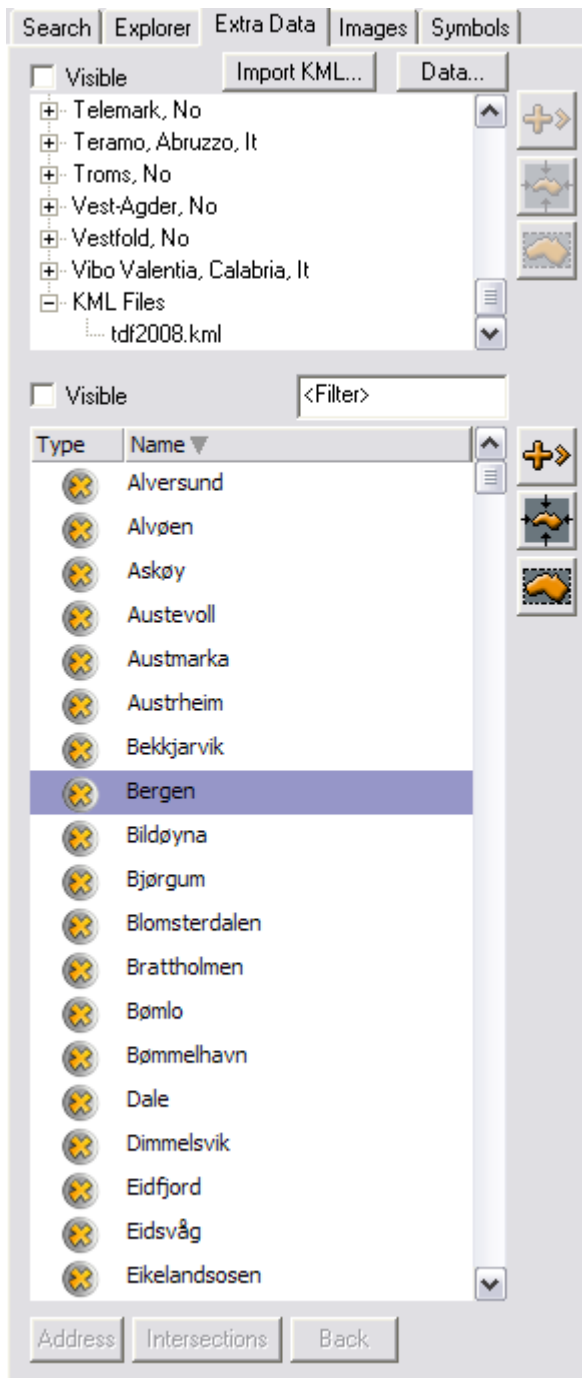 Search Explorer Extra Data Images Symbols
Visible Import KML... Data...
Telemark, No
Teramo, Abruzzo, It
Troms, No
Vest-Agder, No
Vestfold, No
Vibo Valentia, Calabria, It
KML Files
tdf2008.kml
Visible <Filter>
Type Name
Alversund
Alvøen
Askøy
Austevoll
Austmarka
Austrheim
Bekkjarvik
Bergen
Bildøyna
Bjørgum
Blomsterdalen
Brattholmen
Bømlo
Bømmelhavn
Dale
Dimmelsvik
Eidfjord
Eidsvåg
Eikelandsosen
Address Intersections Back